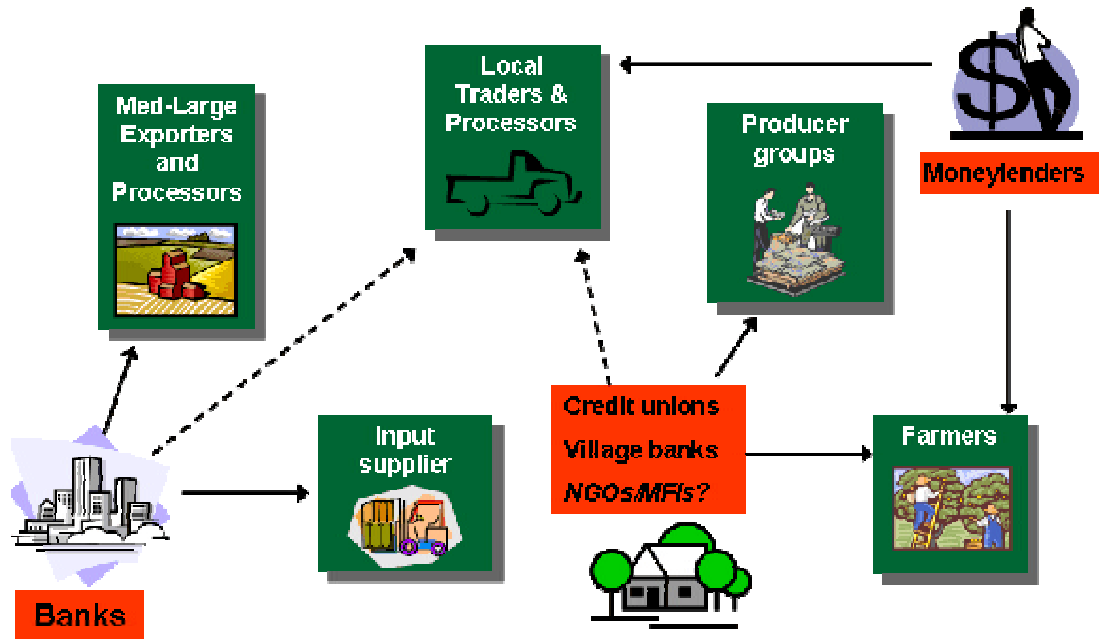 Med-Large
Exporters
and
Processors
Local
Traders &
Processors
Producer
groups
Moneylenders
Input
supplier
Credit unions
Village banks
NGOs/MFIs?
Farmers
Banks